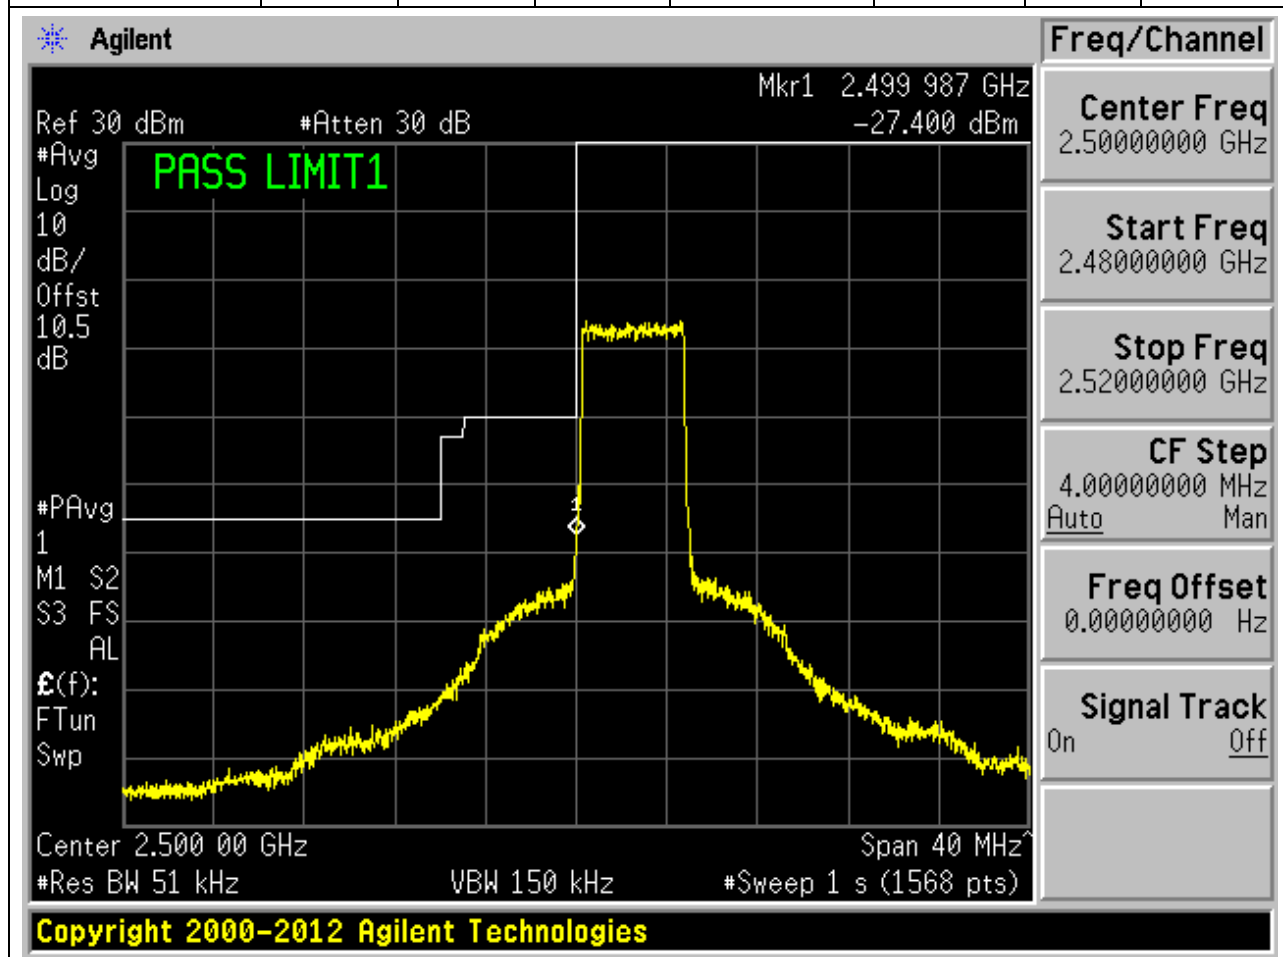 Agilent
Freq/Channel
Mkr1 2.499 987 GHz
Ref 30 dBm #Atten 30 dB -27.400 dBm
#Avg
Log
10
dB/
Offst
10.5
dB
PASS LIMIT1
1
#PAvg
1
M1 S2
S3 FS
AL
£(f):
FTun
Swp
Center 2.500 00 GHz Span 40 MHz^
#Res BW 51 kHz VBW 150 kHz #Sweep 1 s (1568 pts)
Copyright 2000-2012 Agilent Technologies
Center Freq
2.50000000 GHz
Start Freq
2.48000000 GHz
Stop Freq
2.52000000 GHz
CF Step
4.00000000 MHz
Auto Man
Freq Offset
0.00000000 Hz
Signal Track
On Off